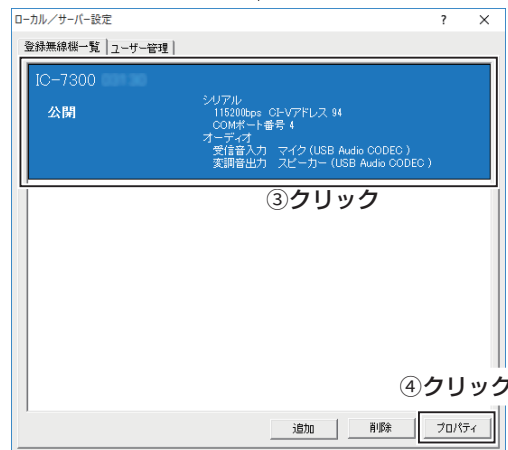 ローカル／サーバー設定 ? ×
登録無線機一覧 ユーザー管理
IC-7300
公開
シリアル
115200bps CI-Vアドレス 94
COMポート番号 4
オーディオ
受信音入力 マイク (USB Audio CODEC )
変調音出力 スピーカー (USB Audio CODEC )
③クリック
④クリック
追加 削除 プロパティ